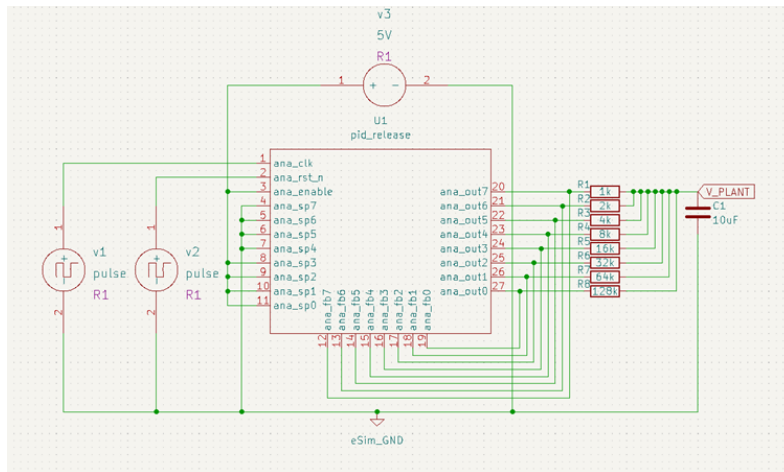 v3
5V
R1
1 2
U1
pid_release
1 ana_clk
2 ana_rst_n
3 ana_enable
4 ana_sp7
5 ana_sp6
6 ana_sp5
7 ana_sp4
8 ana_sp3
9 ana_sp2
10 ana_sp1
11 ana_sp0
ana_out7 20
ana_out6 21
ana_out5 22
ana_out4 23
ana_out3 24
ana_out2 25
ana_out1 26
ana_out0 27
ana_fb7 12
ana_fb6 13
ana_fb5 14
ana_fb4 15
ana_fb3 16
ana_fb2 17
ana_fb1 18
ana_fb0 19
R1 1k
R2 2k
R3 4k
R4 8k
R5 16k
R6 32k
R7 64k
R8 128k
V_PLANT
C1
10uF
1
v1
pulse
R1
2
1
v2
pulse
R1
2
eSim_GND